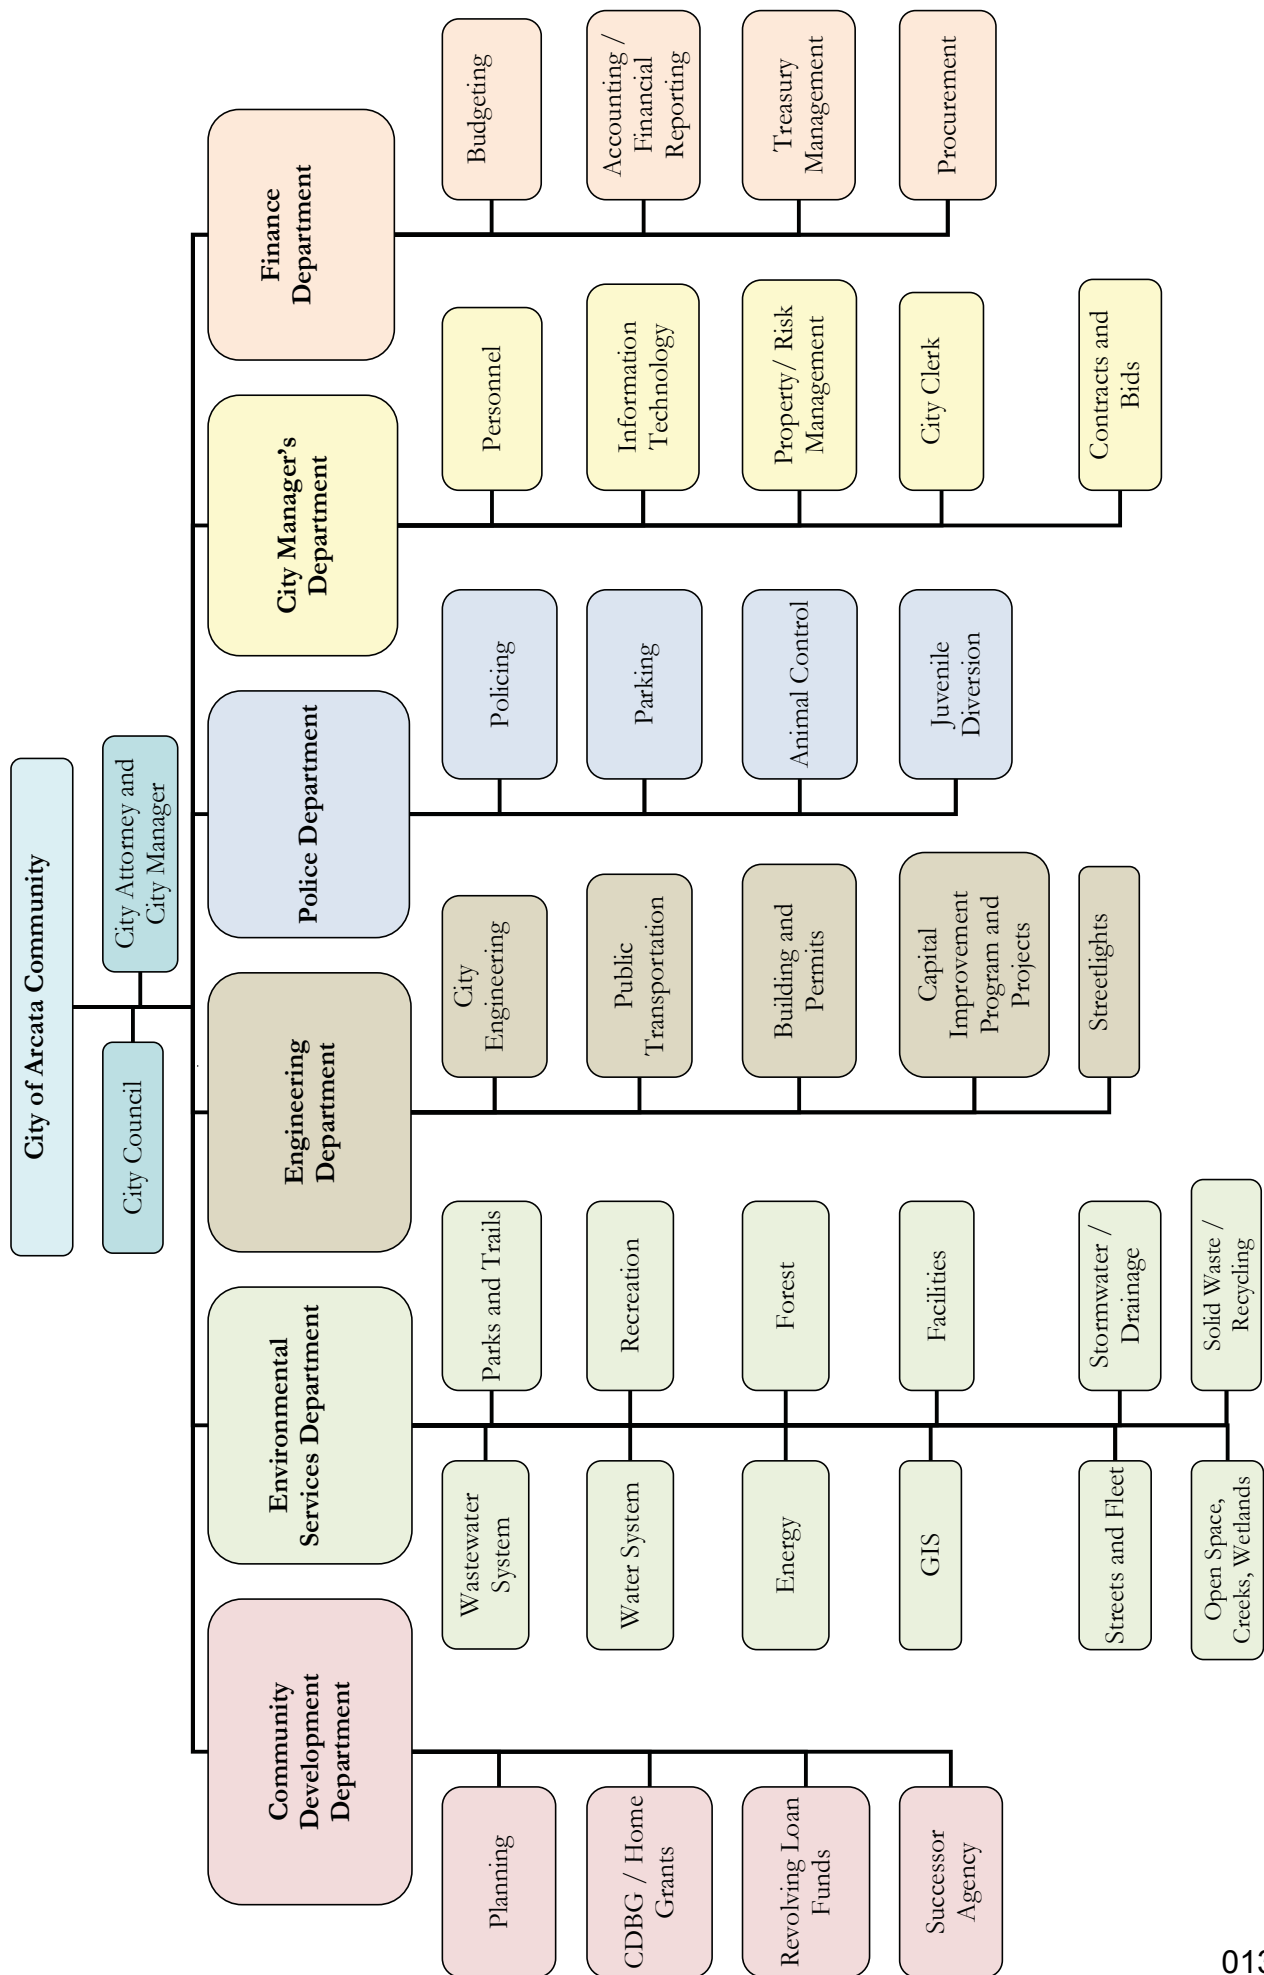 City of Arcata Community
City Council
City Attorney and
City Manager
Community
Development
Department
Planning
CDBG / Home
Grants
Revolving Loan
Funds
Successor
Agency
Environmental
Services Department
Wastewater
System
Parks and Trails
Water System
Recreation
Energy
Forest
GIS
Facilities
Streets and Fleet
Stormwater /
Drainage
Open Space,
Creeks, Wetlands
Solid Waste /
Recycling
Engineering
Department
City
Engineering
Public
Transportation
Building and
Permits
Capital
Improvement
Program and
Projects
Streetlights
Police Department
Policing
Parking
Animal Control
Juvenile
Diversion
City Manager’s
Department
Personnel
Information
Technology
Property/ Risk
Management
City Clerk
Contracts and
Bids
Finance
Department
Budgeting
Accounting /
Financial
Reporting
Treasury
Management
Procurement
013